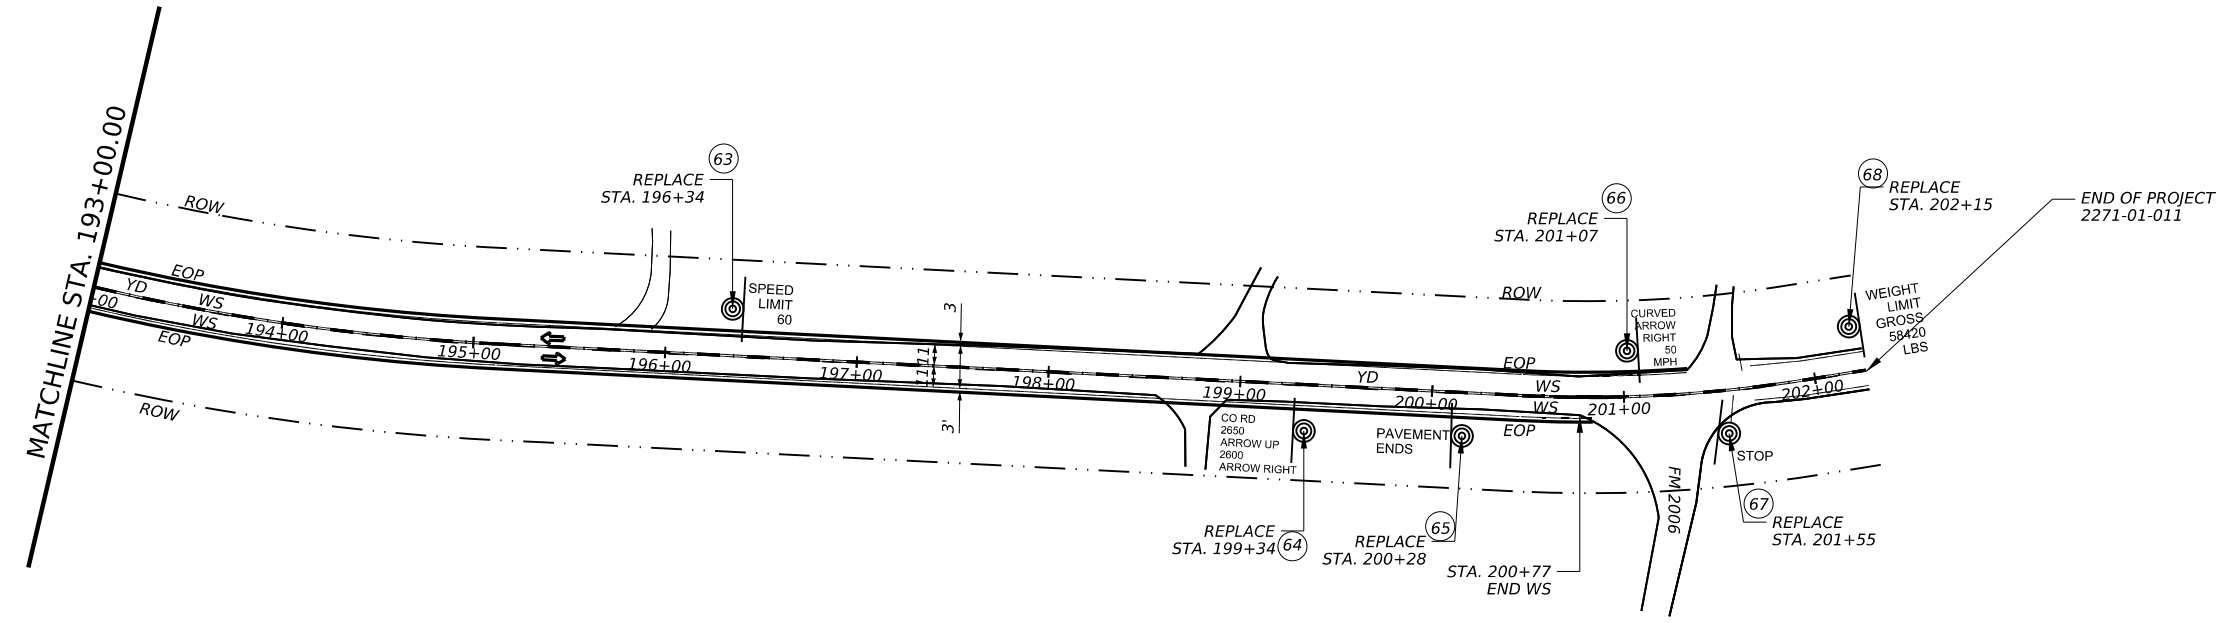 MATCHLINE STA. 193+00.00
ROW
EOP
YD
WS
WS
EOP
ROW
194+00
195+00
196+00
197+00
198+00
199+00
200+00
201+00
202+00
63
REPLACE
STA. 196+34
SPEED
LIMIT
60
3
11
11
3'
CO RD
2650
ARROW UP
2600
ARROW RIGHT
REPLACE
STA. 199+34
64
PAVEMENT
ENDS
65
REPLACE
STA. 200+28
STA. 200+77
END WS
66
REPLACE
STA. 201+07
ROW
CURVED
ARROW
RIGHT
50
MPH
EOP
YD
WS
WS
EOP
FM 2006
STOP
67
REPLACE
STA. 201+55
68
REPLACE
STA. 202+15
WEIGHT
LIMIT
GROSS
58420
LBS
END OF PROJECT
2271-01-011